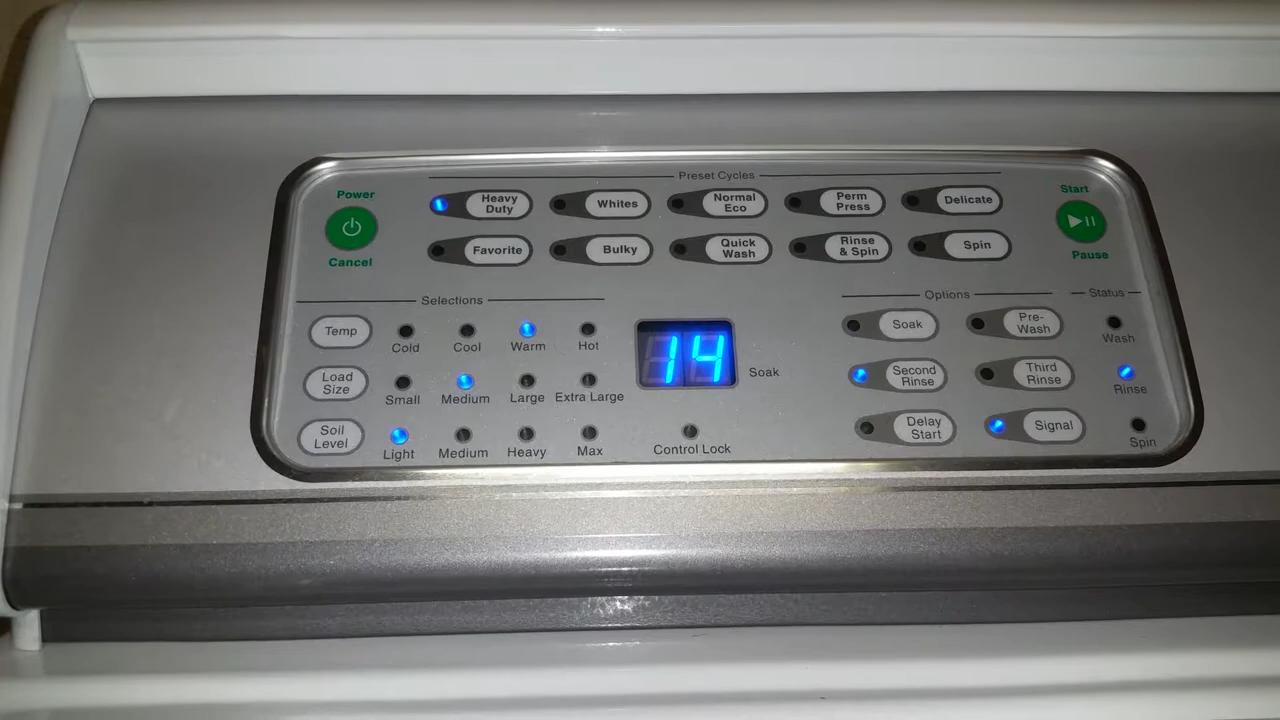 Preset Cycles
Power
Cancel
Heavy
Duty
Whites
Normal
Eco
Perm
Press
Delicate
Favorite
Bulky
Quick
Wash
Rinse
& Spin
Spin
Start
Pause
Selections
Temp
Cold
Cool
Warm
Hot
Load
Size
Small
Medium
Large
Extra Large
Soil
Level
Light
Medium
Heavy
Max
14
Soak
Control Lock
Options
Soak
Pre-
Wash
Second
Rinse
Third
Rinse
Delay
Start
Signal
Status
Wash
Rinse
Spin